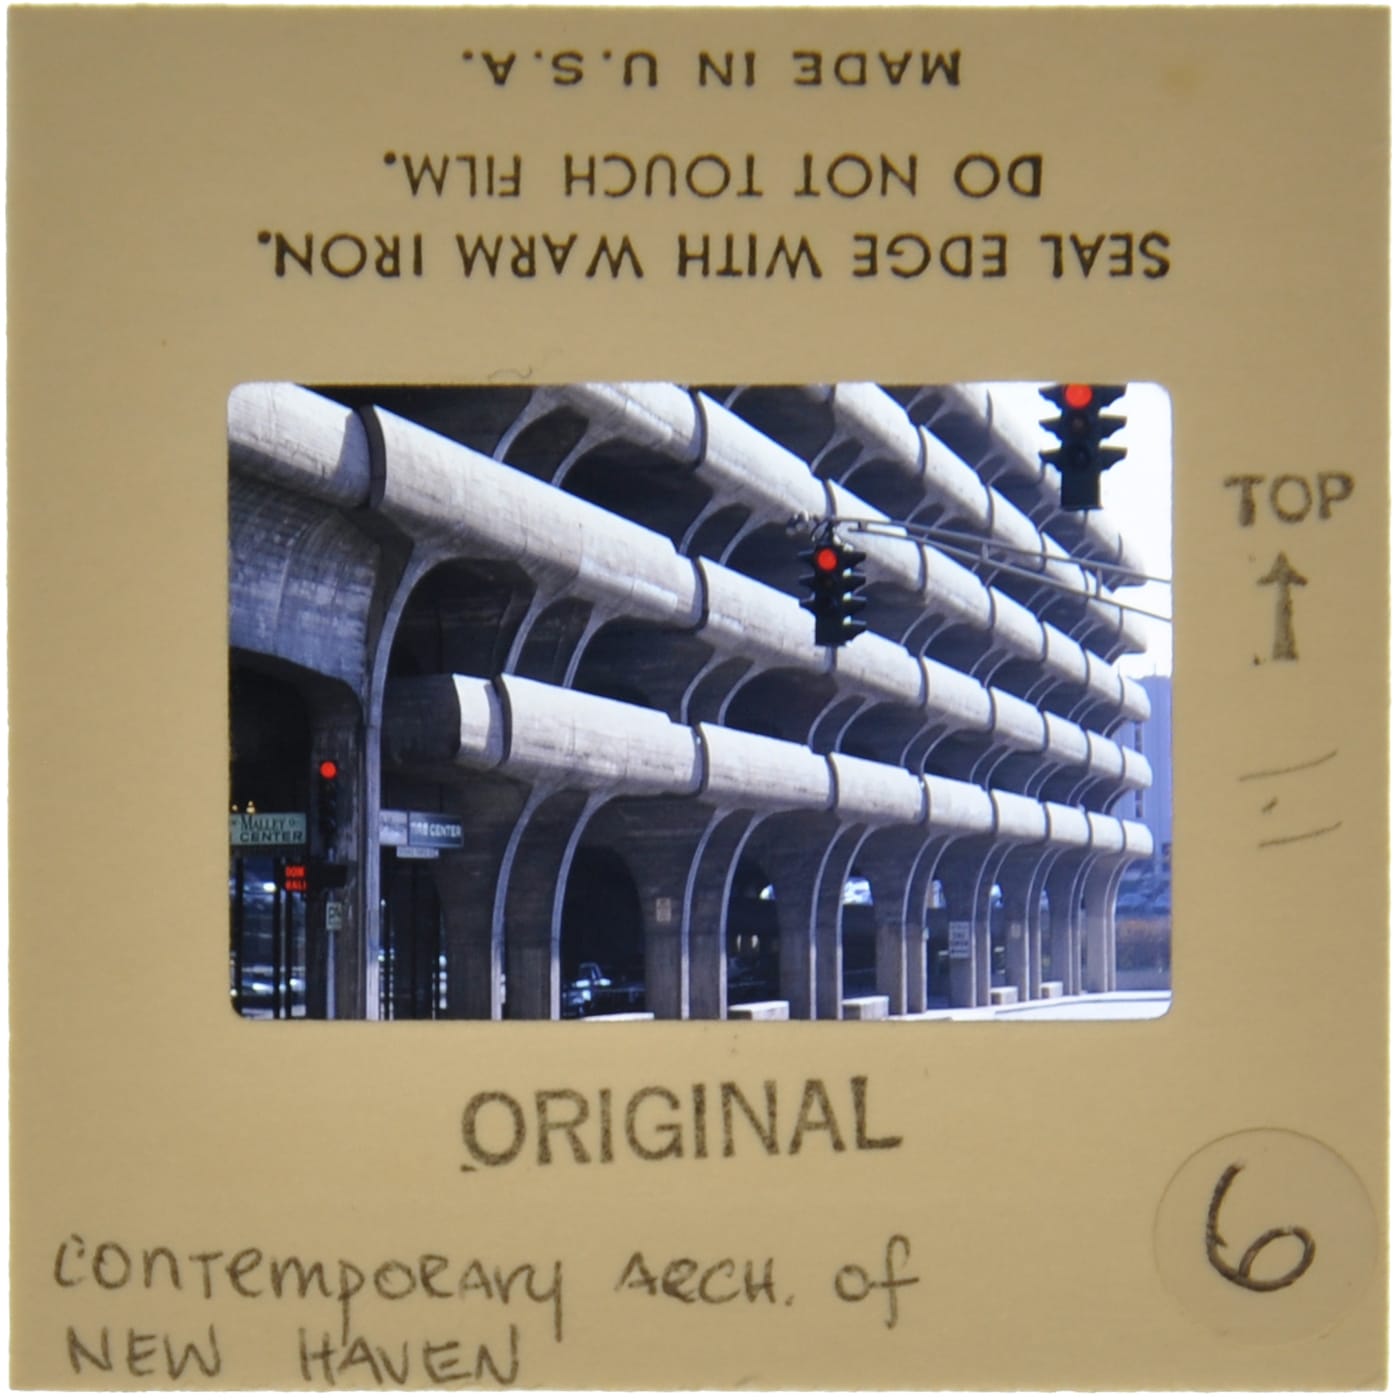 MADE IN U.S.A.
DO NOT TOUCH FILM.
SEAL EDGE WITH WARM IRON.
TOP
MALLEY
CENTER
CENTER
DONT
ORIGINAL
6
CONTEMPORARY ARCH. of
NEW HAVEN